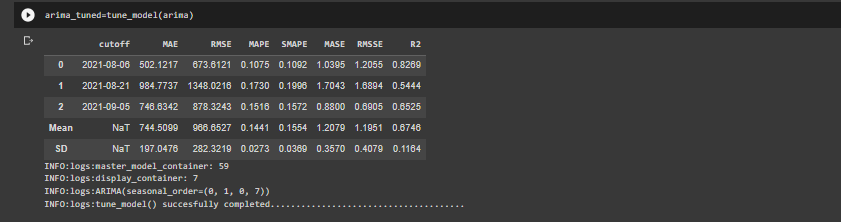 arima_tuned=tune_model(arima)
cutoff MAE RMSE MAPE SMAPE MASE RMSSE R2
0 2021-08-06 502.1217 673.6121 0.1075 0.1092 1.0395 1.2055 0.8269
1 2021-08-21 984.7737 1348.0216 0.1730 0.1996 1.7043 1.6894 0.5444
2 2021-09-05 746.6342 878.3243 0.1516 0.1572 0.8800 0.6905 0.6525
Mean NaT 744.5099 966.6527 0.1441 0.1554 1.2079 1.1951 0.6746
SD NaT 197.0476 282.3219 0.0273 0.0369 0.3570 0.4079 0.1164
INFO:logs:master_model_container: 59
INFO:logs:display_container: 7
INFO:logs:ARIMA(seasonal_order=(0, 1, 0, 7))
INFO:logs:tune_model() succesfully completed......................................